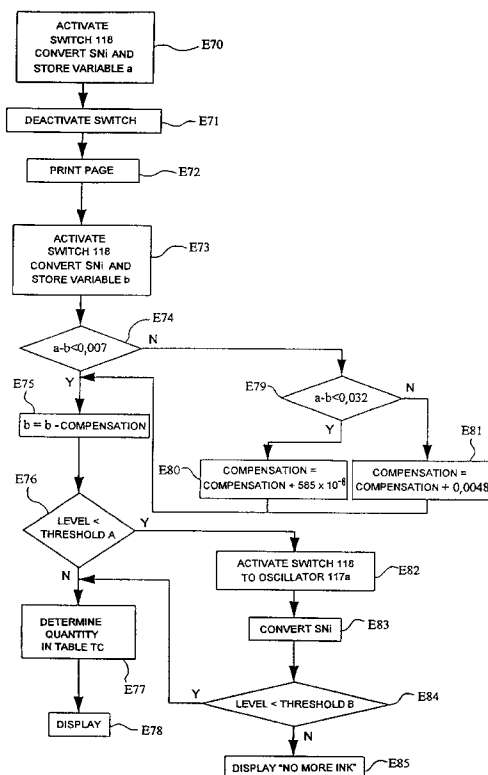 ACTIVATE
SWITCH 118
CONVERT SNi AND
STORE VARIABLE a
E70
DEACTIVATE SWITCH
E71
PRINT PAGE
E72
ACTIVATE
SWITCH 118
CONVERT SNi AND
STORE VARIABLE b
E73
a-b<0,007
E74
N
Y
E75
b = b - COMPENSATION
E79
a-b<0,032
N
Y
E80
COMPENSATION =
COMPENSATION + 585 x 10⁻⁶
E81
COMPENSATION =
COMPENSATION + 0,0048
E76
LEVEL <
THRESHOLD A
Y
N
ACTIVATE SWITCH 118
TO OSCILLATOR 117a
E82
CONVERT SNi
E83
DETERMINE
QUANTITY
IN TABLE TC
E77
Y
LEVEL < THRESHOLD B
E84
N
DISPLAY
E78
DISPLAY "NO MORE INK"
E85